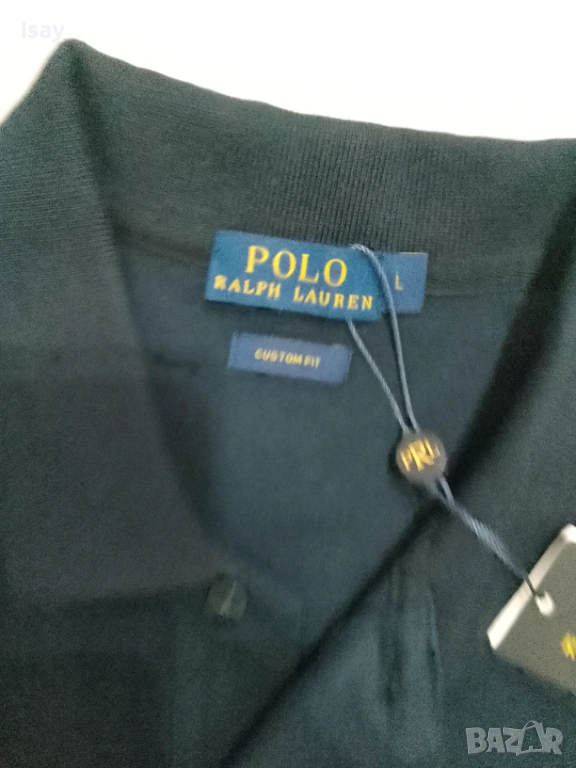 Isay
POLO
RALPH LAUREN
L
CUSTOM FIT
PRL
BAZAR